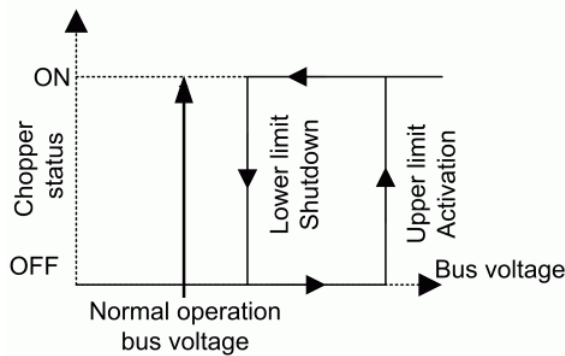 ON
Chopper
status
OFF
Lower limit
Shutdown
Upper limit
Activation
Bus voltage
Normal operation
bus voltage